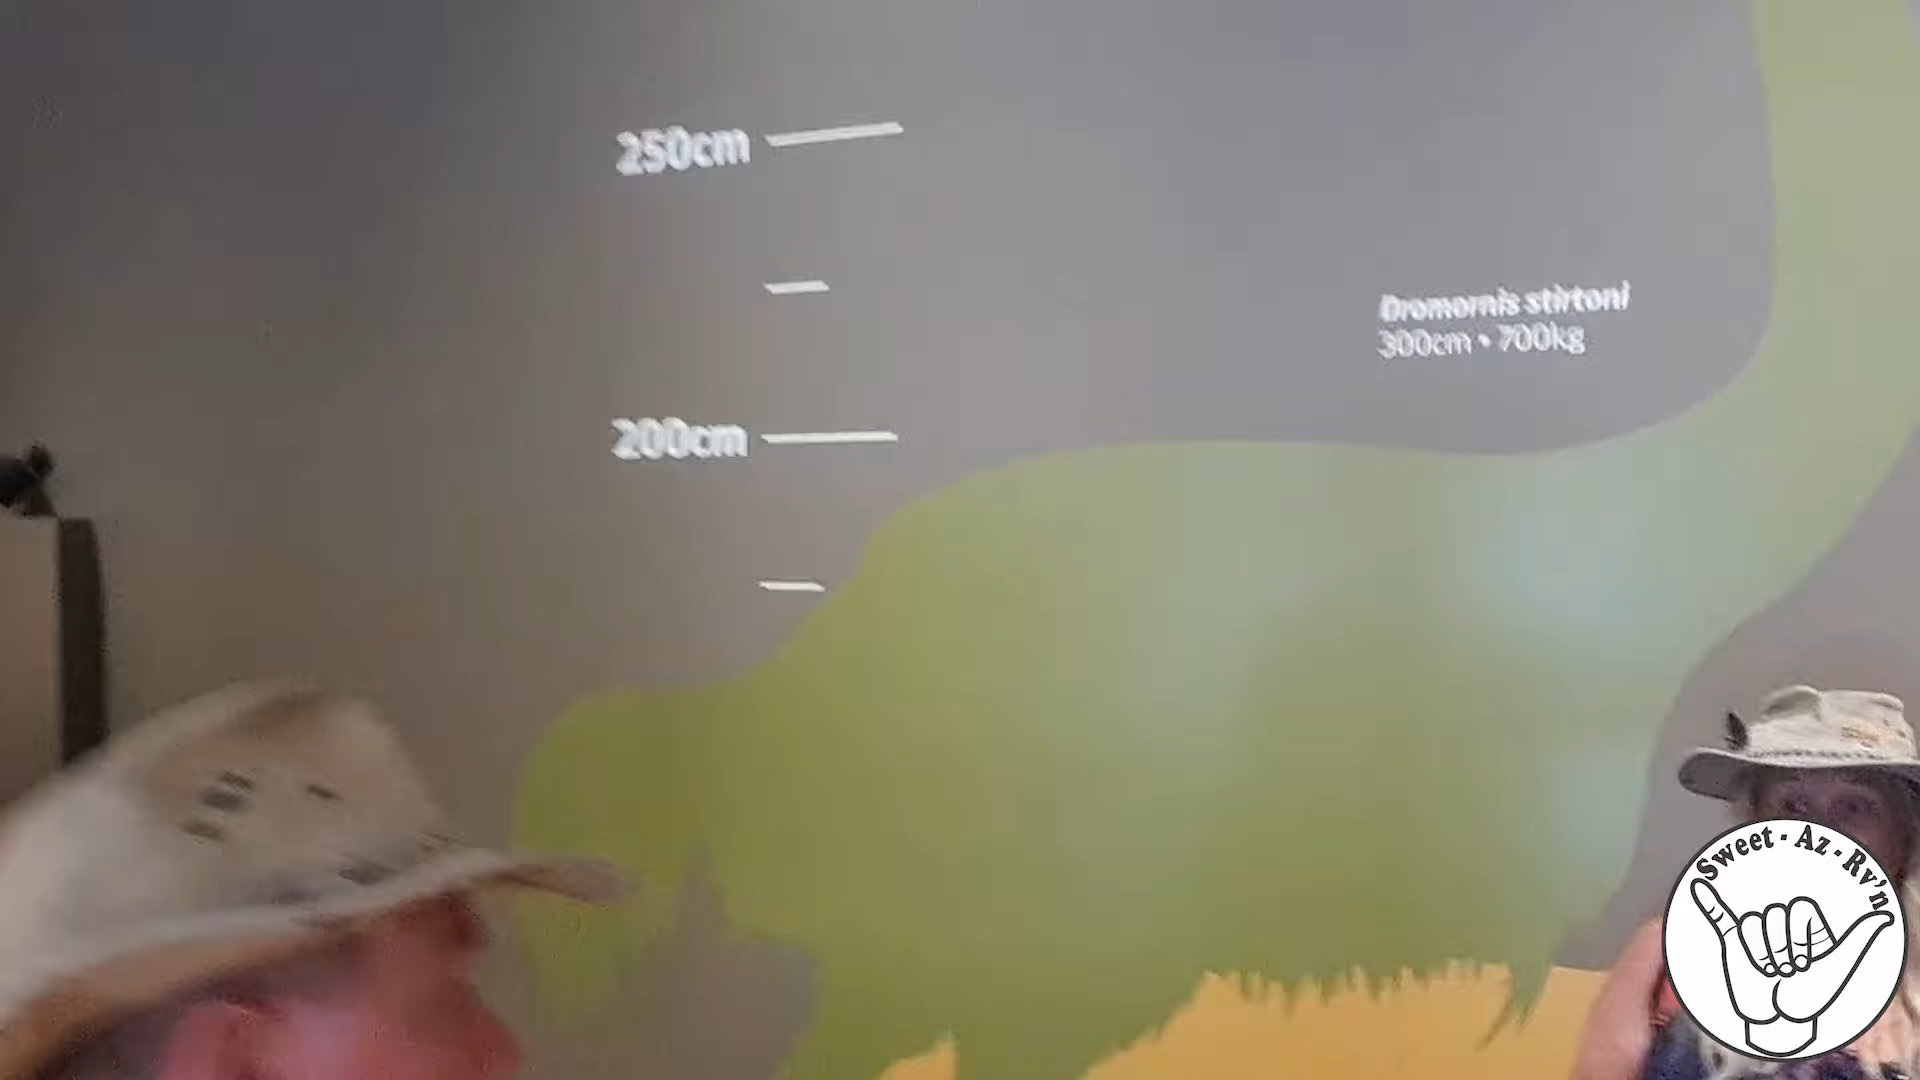 250cm
Dromornis stirtoni
300cm • 700kg
200cm
Sweet - Az - Rv'n